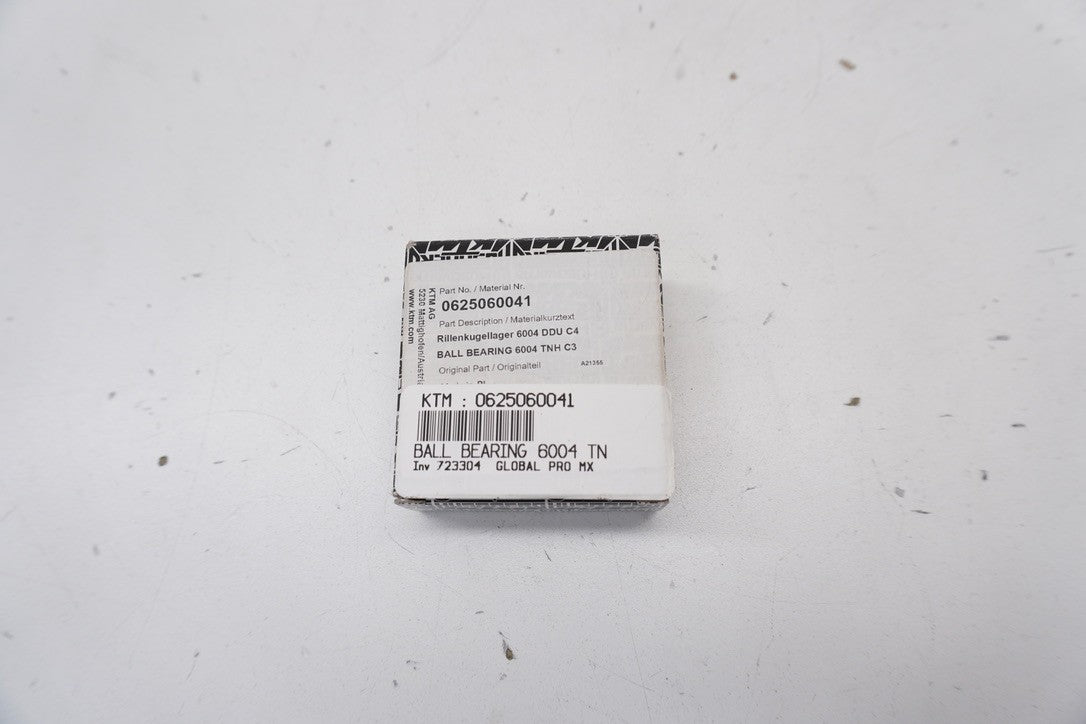 Part No. / Material Nr.
0625060041
Part Description / Materialkurztext
Rillenkugellager 6004 DDU C4
BALL BEARING 6004 TNH C3
Original Part / Originalteil
A21355
KTM AG
5230 Mattighofen/Austria
www.ktm.com
KTM : 0625060041
BALL BEARING 6004 TN
Inv 723304 GLOBAL PRO MX